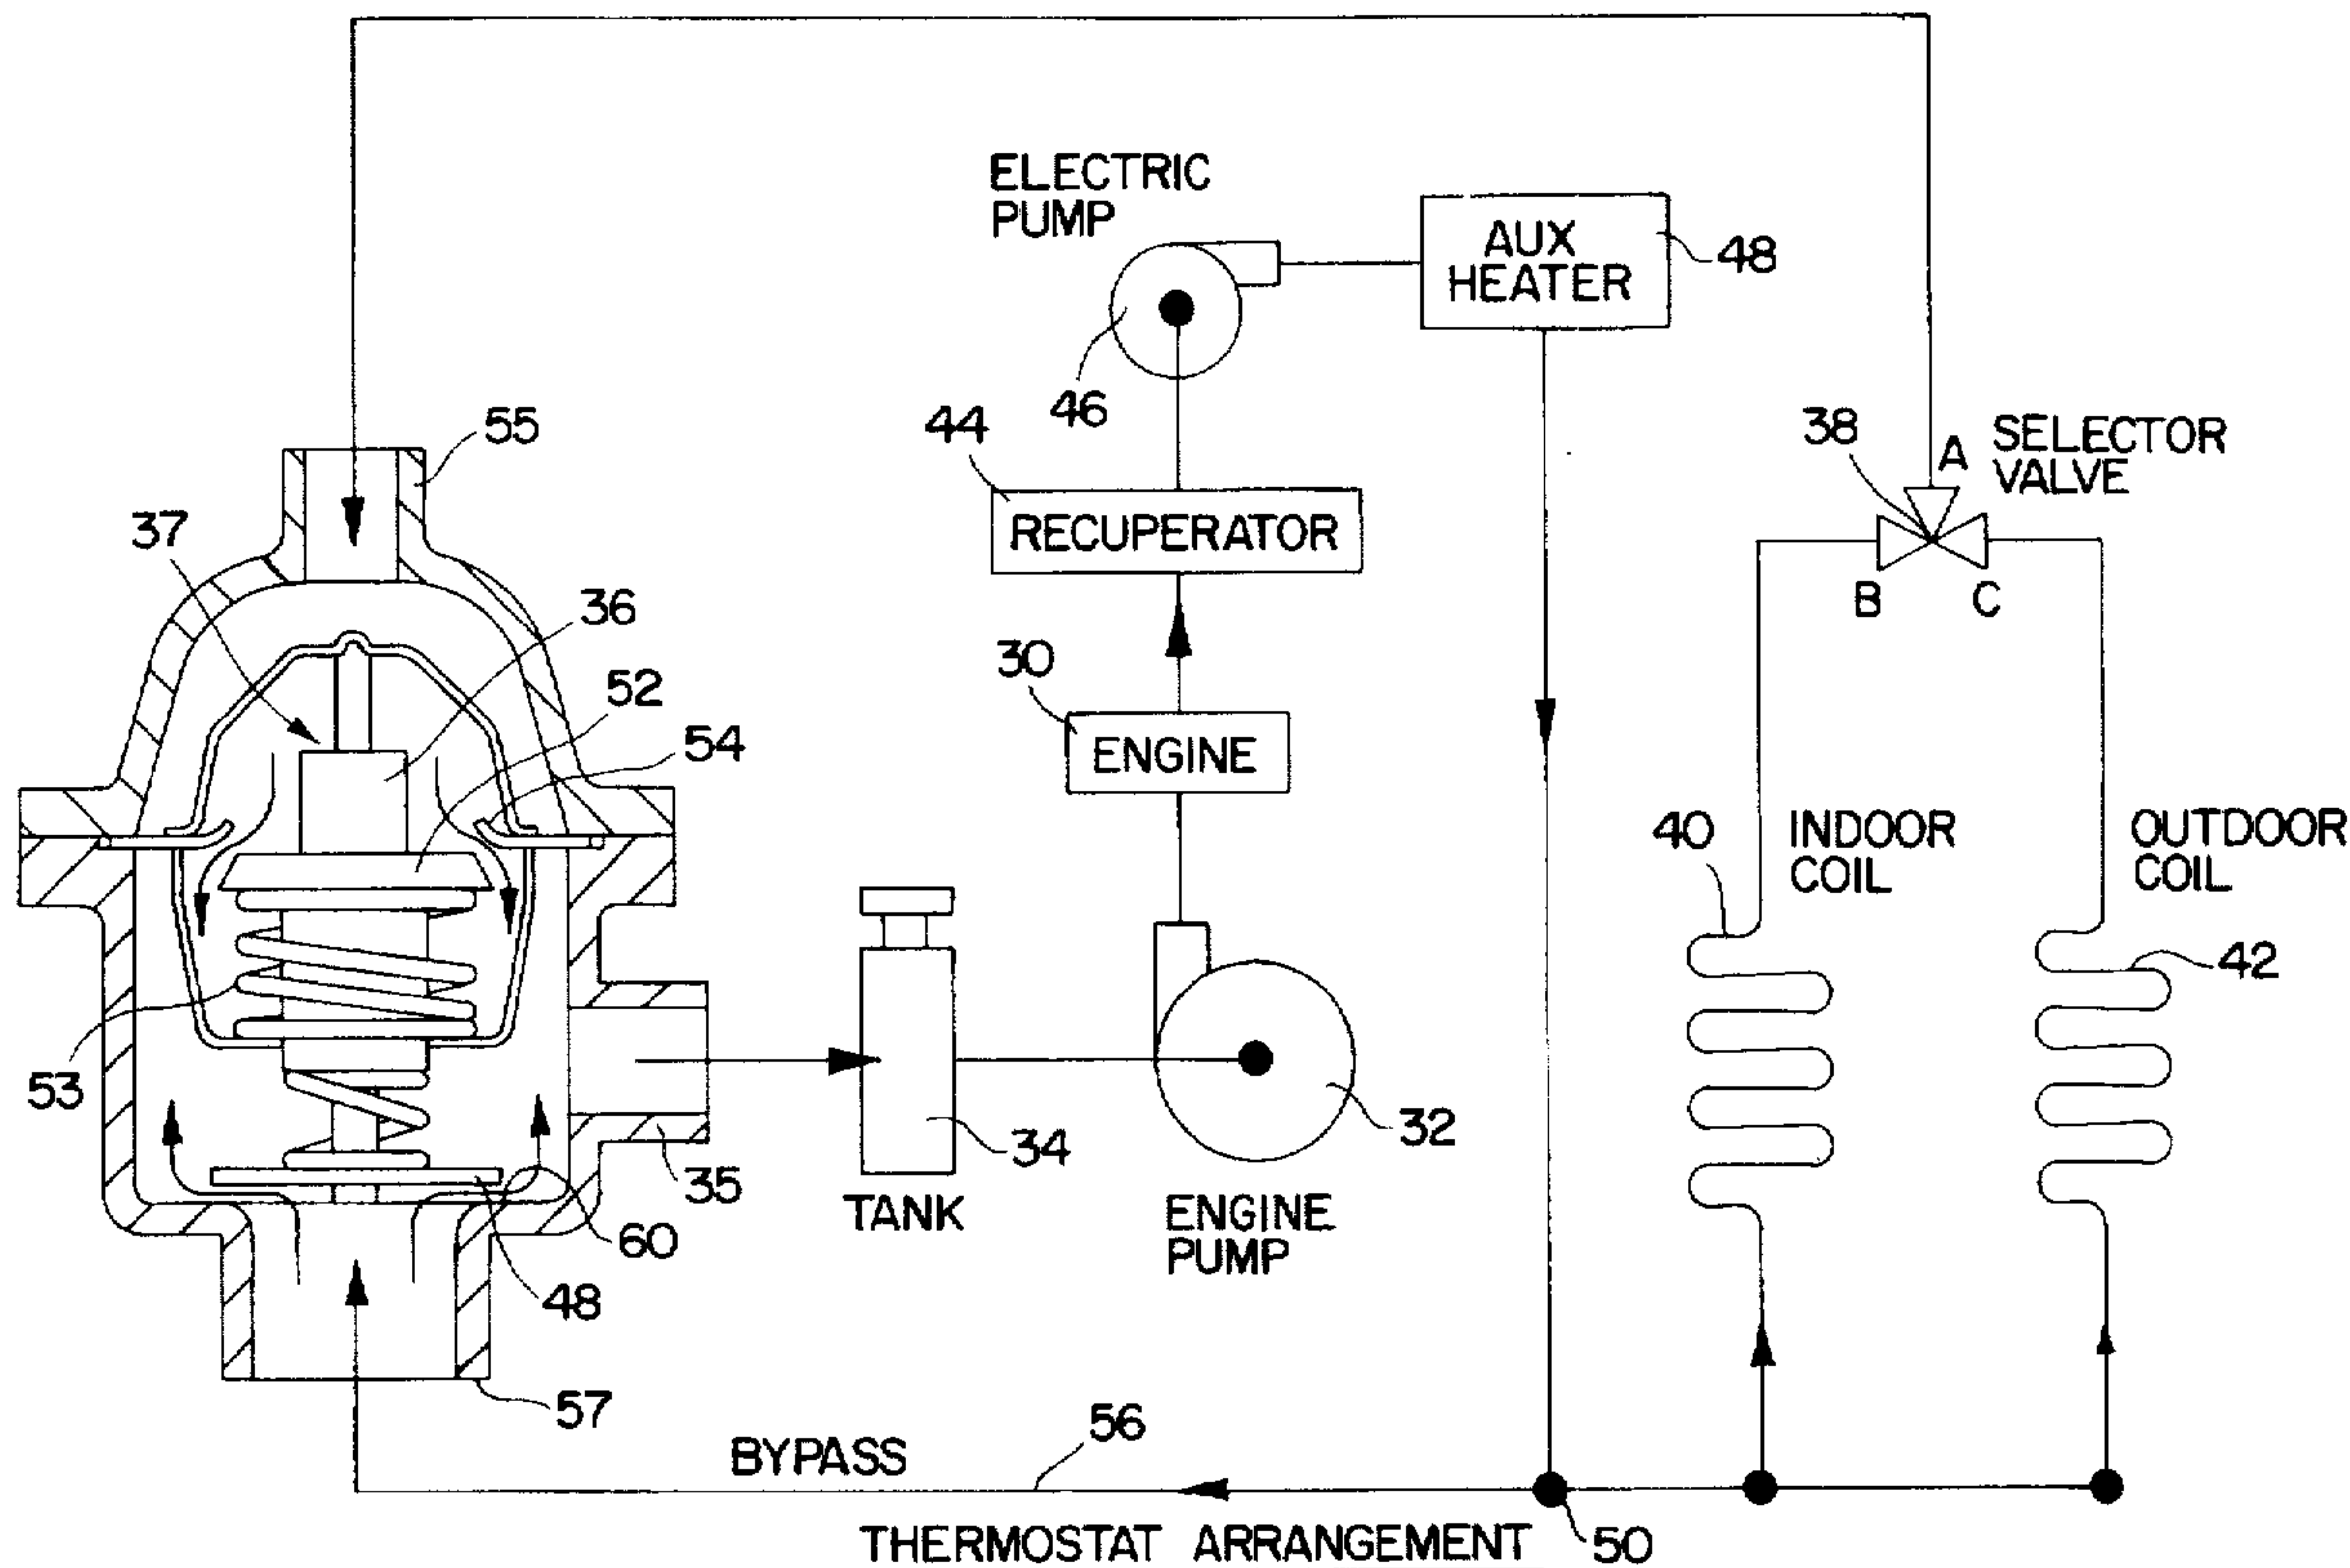 ELECTRIC
PUMP
AUX
HEATER
48
46
44
RECUPERATOR
38
A
SELECTOR
VALVE
B
C
55
37
36
30
52
54
ENGINE
40
INDOOR
COIL
OUTDOOR
COIL
42
53
34
32
35
TANK
ENGINE
PUMP
60
48
57
BYPASS
56
THERMOSTAT ARRANGEMENT
50